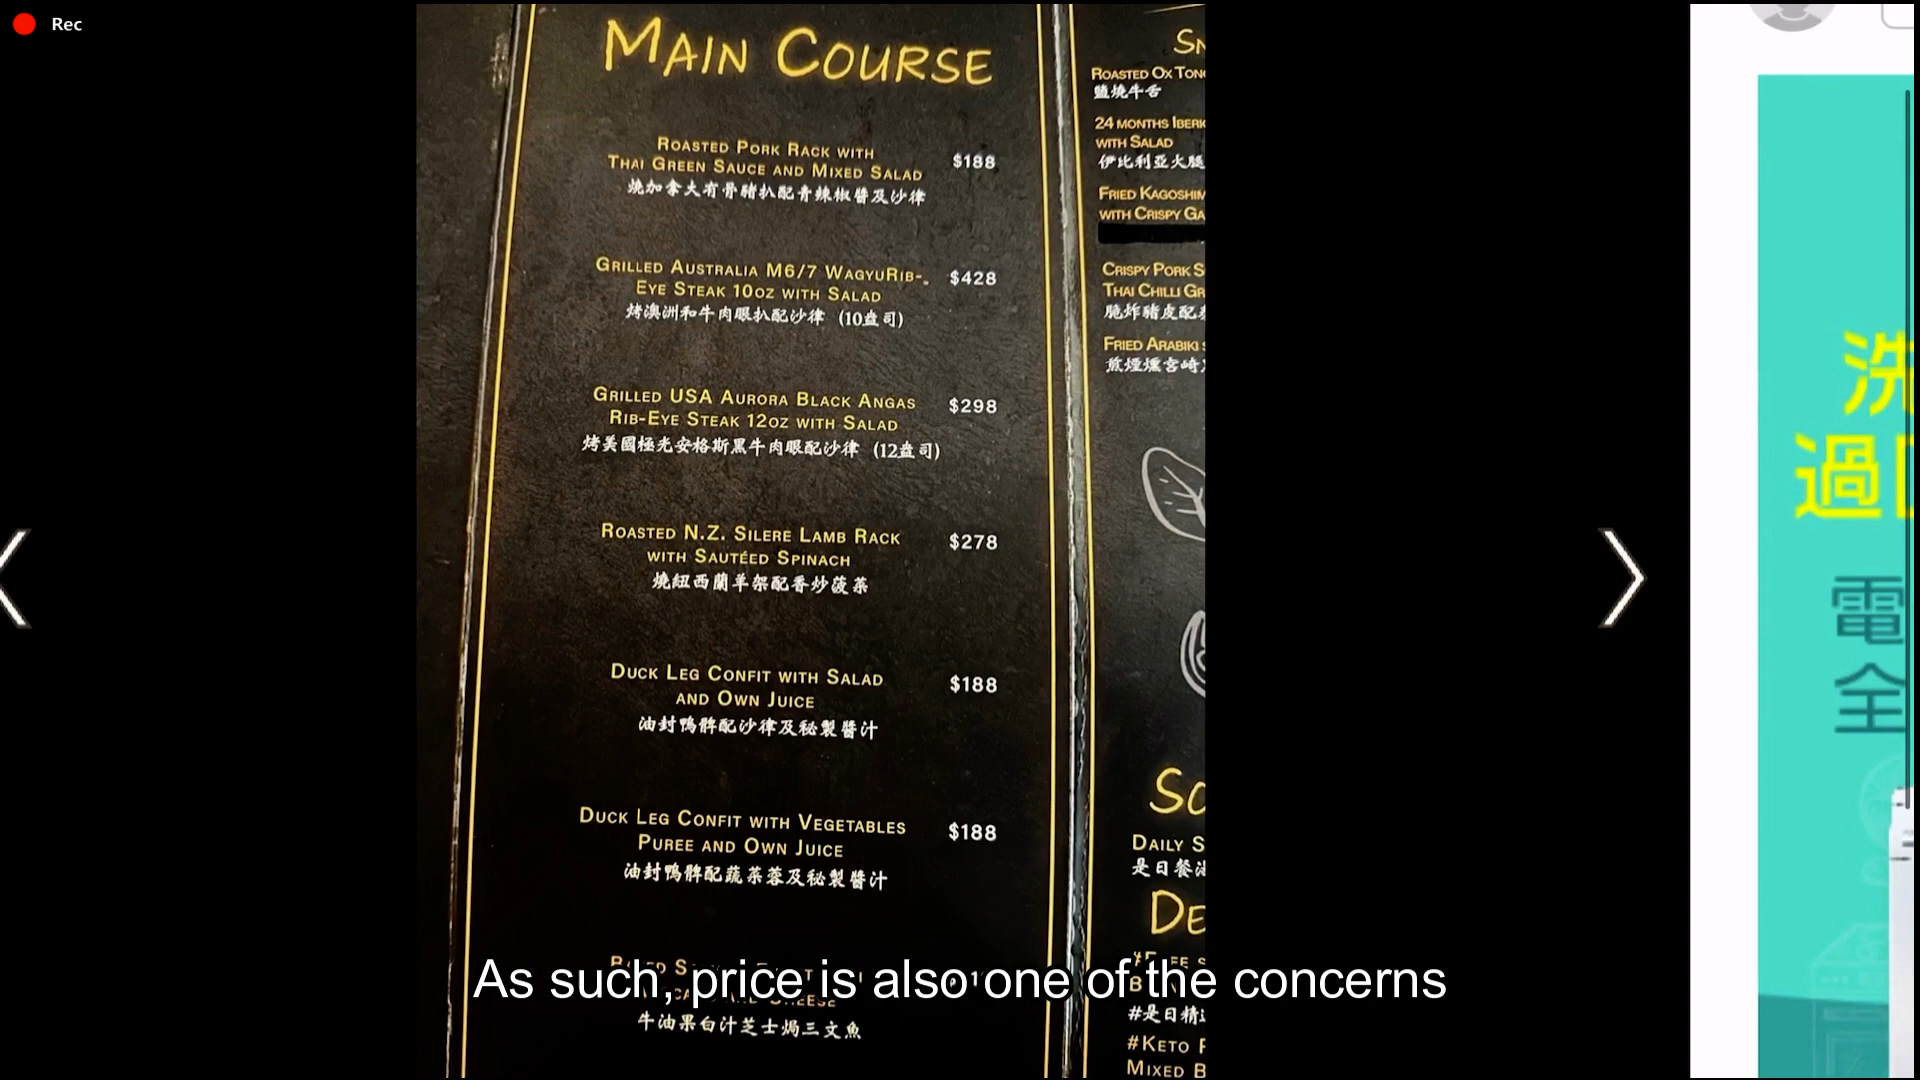 Rec
MAIN COURSE
ROASTED PORK RACK WITH
THAI GREEN SAUCE AND MIXED SALAD
$188
燒加拿大有骨豬扒配青辣椒醬及沙律
GRILLED AUSTRALIA M6/7 WAGYURIB-
EYE STEAK 10OZ WITH SALAD
$428
烤澳洲和牛肉眼扒配沙律 (10盎司)
GRILLED USA AURORA BLACK ANGAS
RIB-EYE STEAK 12OZ WITH SALAD
$298
烤美國極光安格斯黑牛肉眼配沙律 (12盎司)
ROASTED N.Z. SILERE LAMB RACK
WITH SAUTÉED SPINACH
$278
燒紐西蘭羊架配香炒菠菜
DUCK LEG CONFIT WITH SALAD
AND OWN JUICE
$188
油封鴨髀配沙律及秘製醬汁
DUCK LEG CONFIT WITH VEGETABLES
PUREE AND OWN JUICE
$188
油封鴨髀配蔬菜蓉及秘製醬汁
牛油果白汁芝士焗三文魚
SN
ROASTED OX TON
鹽燒牛舌
24 MONTHS IBERI
WITH SALAD
伊比利亞火腿
FRIED KAGOSHIM
WITH CRISPY GA
CRISPY PORK S
THAI CHILLI GR
脆炸豬皮配
FRIED ARABIKI
煎煙燻宮崎
SO
DAILY S
是日餐
DE
#是日精
#KETO
MIXED B
As such, price is also one of the concerns
洗
過
電
全